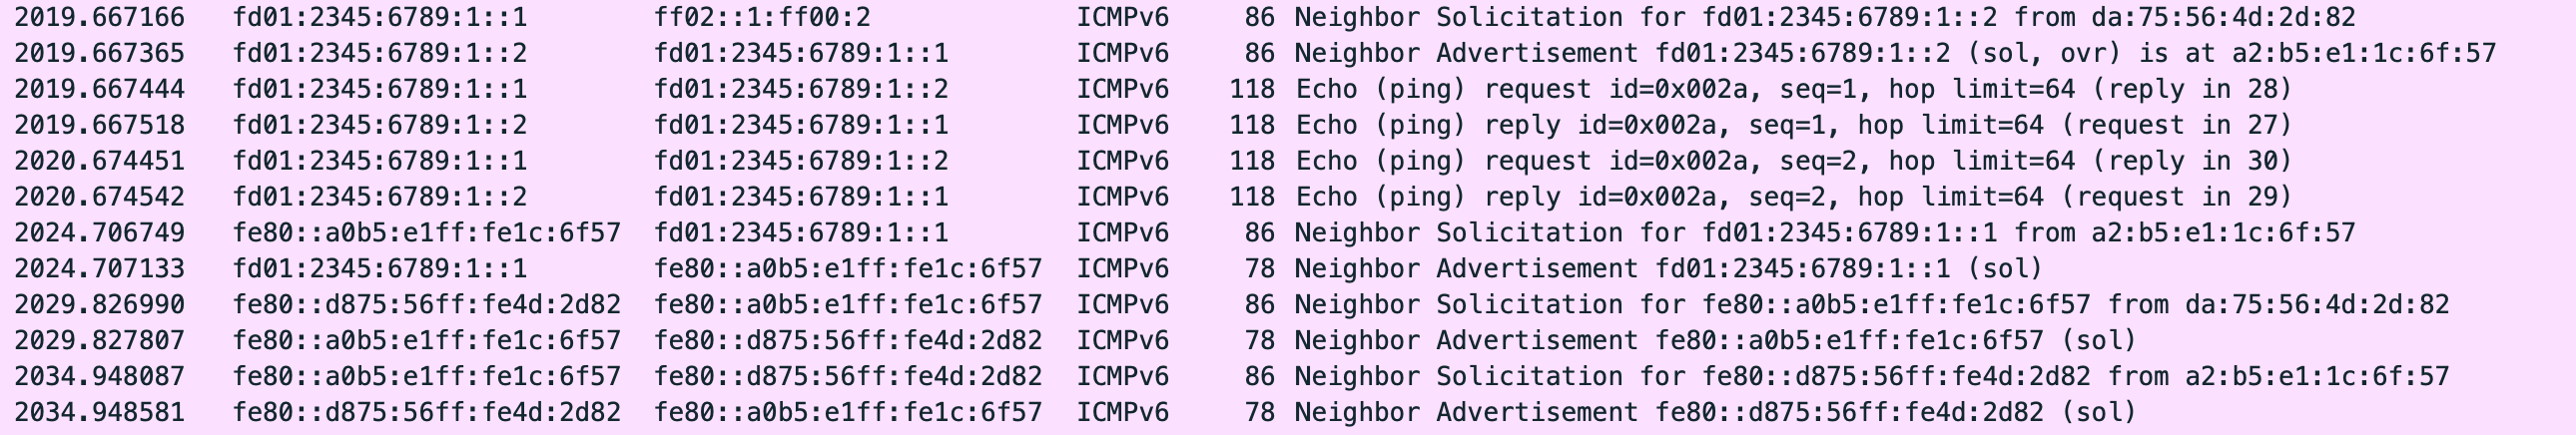 2019.667166 fd01:2345:6789:1::1 ff02::1:ff00:2 ICMPv6 86 Neighbor Solicitation for fd01:2345:6789:1::2 from da:75:56:4d:2d:82
2019.667365 fd01:2345:6789:1::2 fd01:2345:6789:1::1 ICMPv6 86 Neighbor Advertisement fd01:2345:6789:1::2 (sol, ovr) is at a2:b5:e1:1c:6f:57
2019.667444 fd01:2345:6789:1::1 fd01:2345:6789:1::2 ICMPv6 118 Echo (ping) request id=0x002a, seq=1, hop limit=64 (reply in 28)
2019.667518 fd01:2345:6789:1::2 fd01:2345:6789:1::1 ICMPv6 118 Echo (ping) reply id=0x002a, seq=1, hop limit=64 (request in 27)
2020.674451 fd01:2345:6789:1::1 fd01:2345:6789:1::2 ICMPv6 118 Echo (ping) request id=0x002a, seq=2, hop limit=64 (reply in 30)
2020.674542 fd01:2345:6789:1::2 fd01:2345:6789:1::1 ICMPv6 118 Echo (ping) reply id=0x002a, seq=2, hop limit=64 (request in 29)
2024.706749 fe80::a0b5:e1ff:fe1c:6f57 fd01:2345:6789:1::1 ICMPv6 86 Neighbor Solicitation for fd01:2345:6789:1::1 from a2:b5:e1:1c:6f:57
2024.707133 fd01:2345:6789:1::1 fe80::a0b5:e1ff:fe1c:6f57 ICMPv6 78 Neighbor Advertisement fd01:2345:6789:1::1 (sol)
2029.826990 fe80::d875:56ff:fe4d:2d82 fe80::a0b5:e1ff:fe1c:6f57 ICMPv6 86 Neighbor Solicitation for fe80::a0b5:e1ff:fe1c:6f57 from da:75:56:4d:2d:82
2029.827807 fe80::a0b5:e1ff:fe1c:6f57 fe80::d875:56ff:fe4d:2d82 ICMPv6 78 Neighbor Advertisement fe80::a0b5:e1ff:fe1c:6f57 (sol)
2034.948087 fe80::a0b5:e1ff:fe1c:6f57 fe80::d875:56ff:fe4d:2d82 ICMPv6 86 Neighbor Solicitation for fe80::d875:56ff:fe4d:2d82 from a2:b5:e1:1c:6f:57
2034.948581 fe80::d875:56ff:fe4d:2d82 fe80::a0b5:e1ff:fe1c:6f57 ICMPv6 78 Neighbor Advertisement fe80::d875:56ff:fe4d:2d82 (sol)